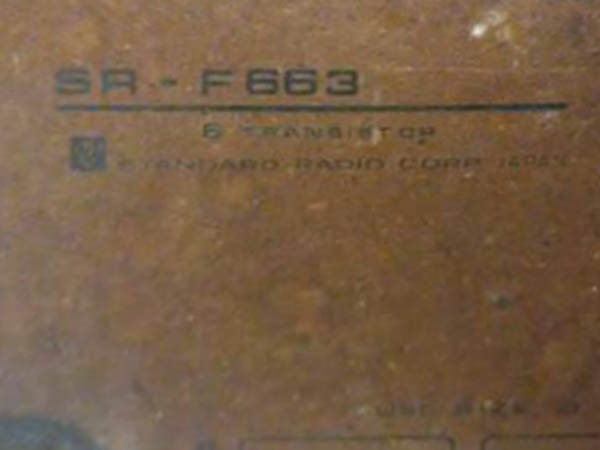 SR-F663
6 TRANSISTOR
STANDARD RADIO CORP. JAPAN
USE SIZE D